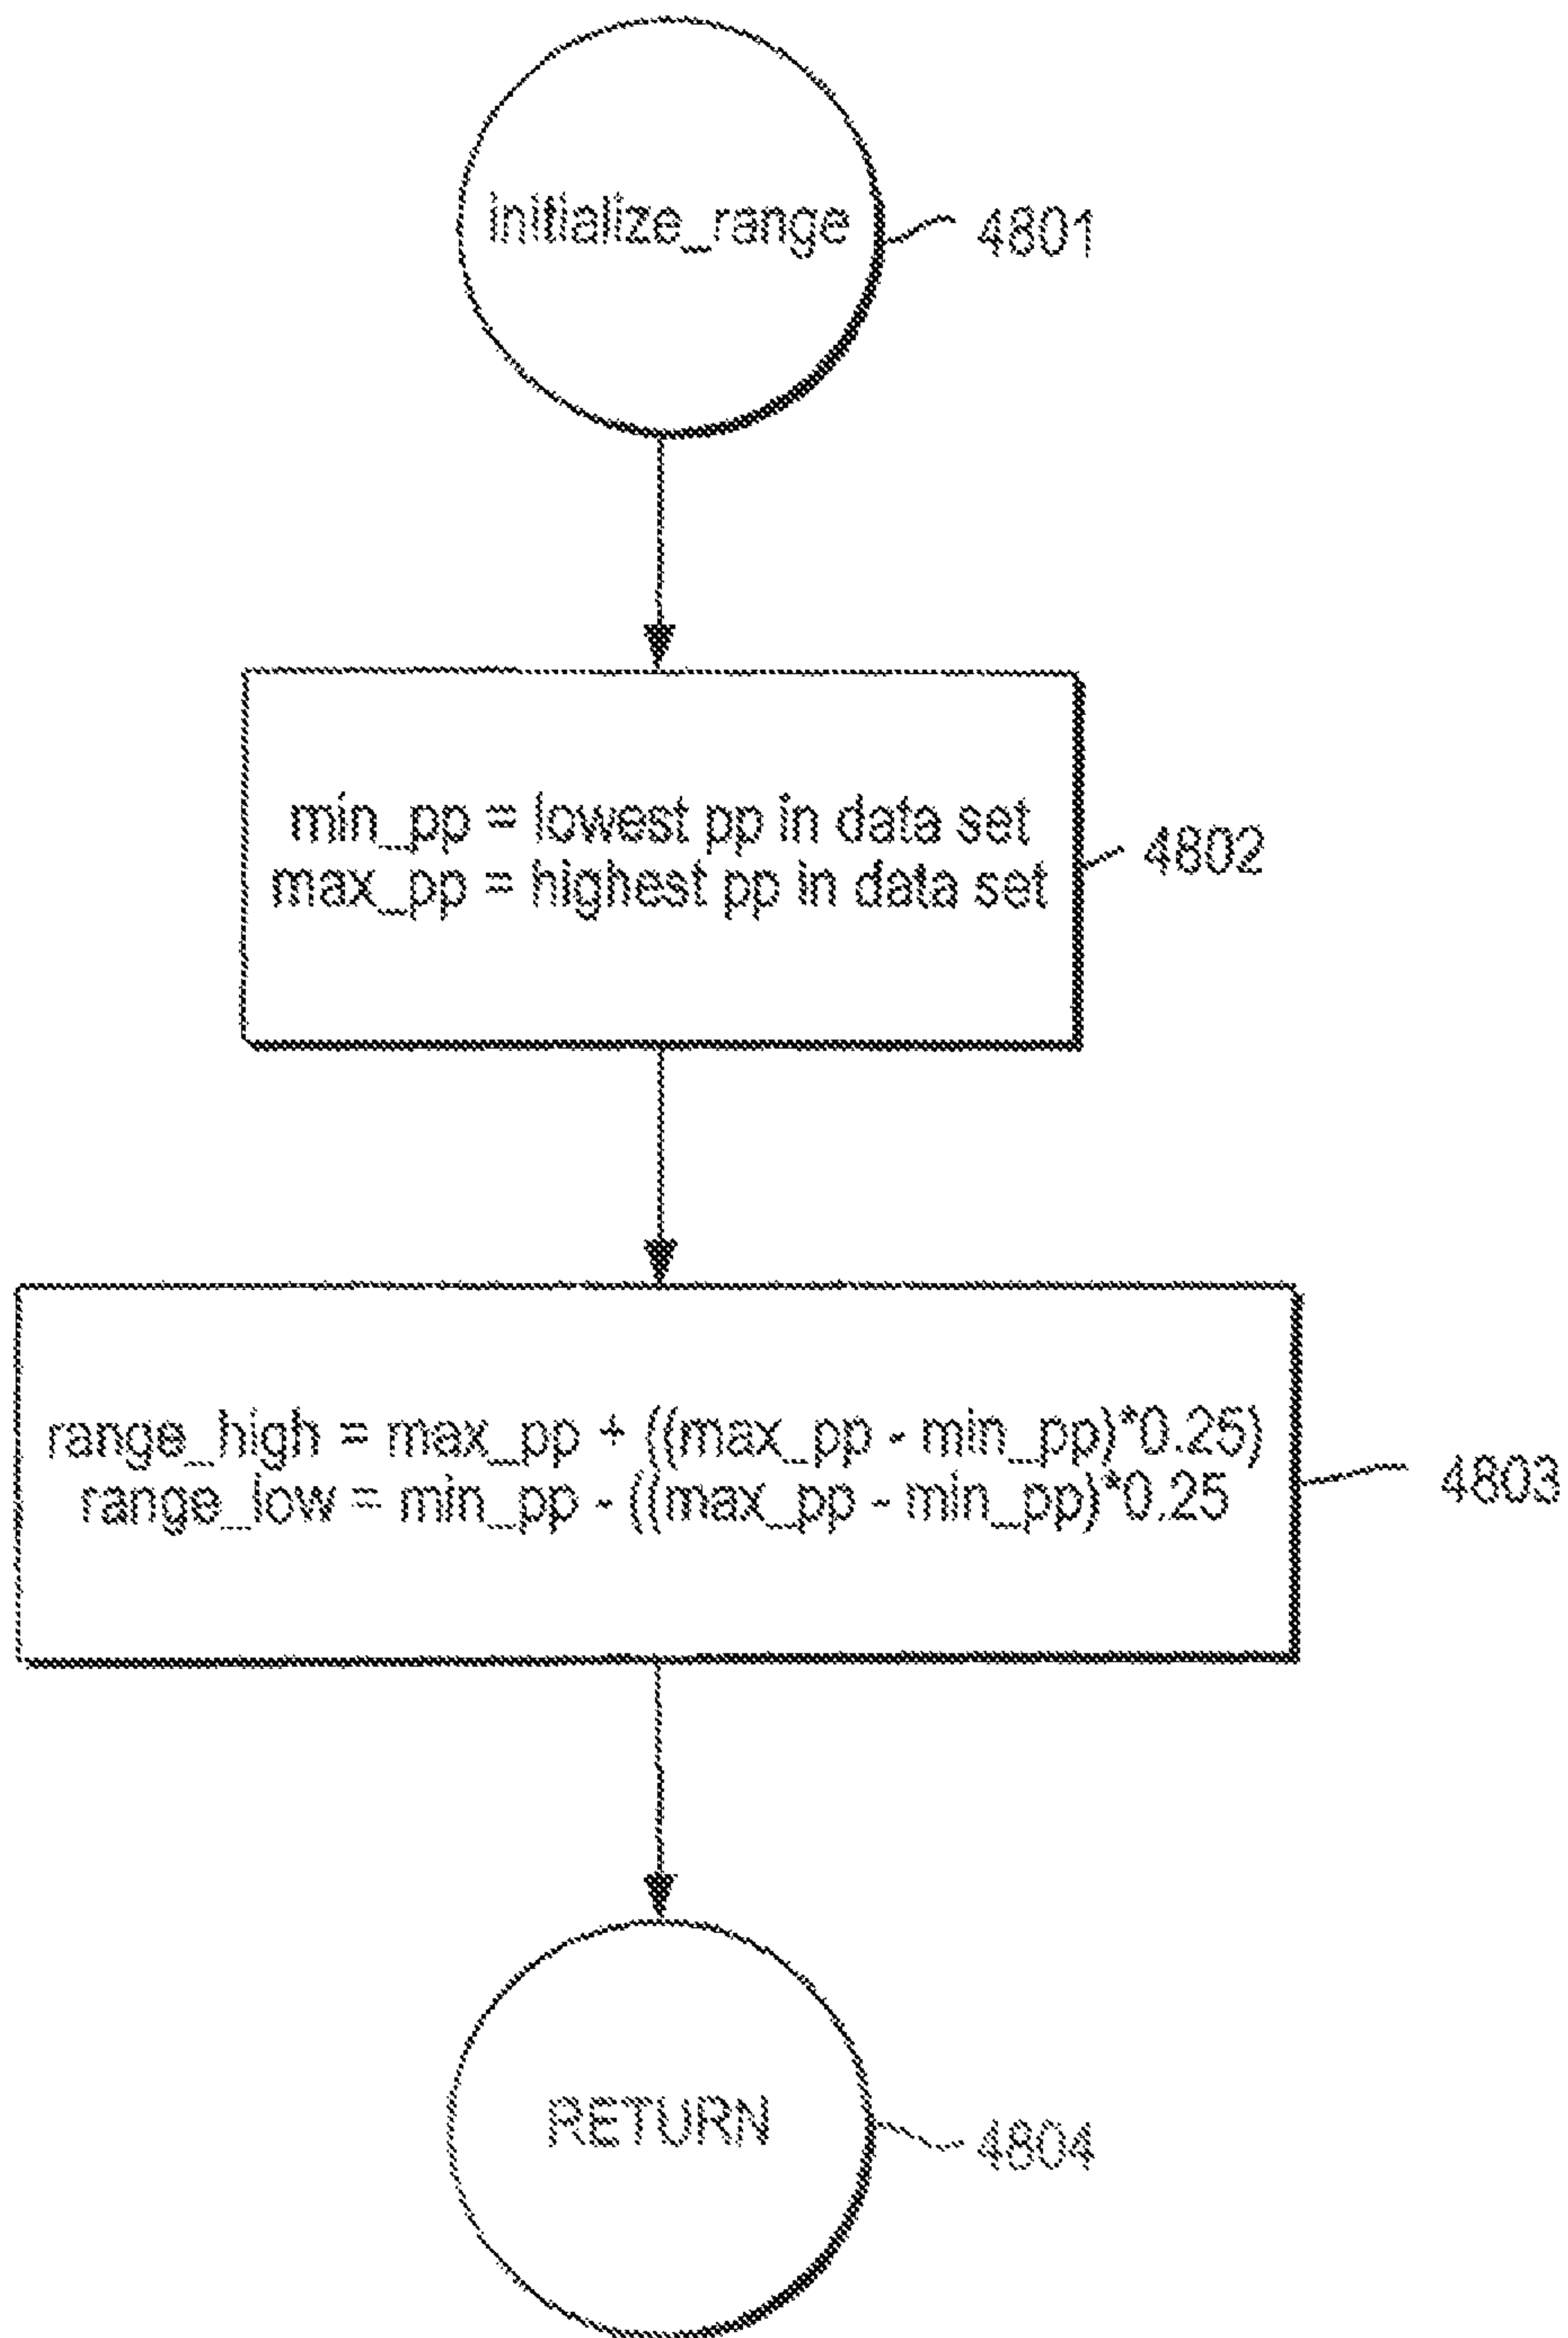 initialize_range
4801
min_pp = lowest pp in data set
max_pp = highest pp in data set
4802
range_high = max_pp + ((max_pp - min_pp)*0.25)
range_low = min_pp - ((max_pp - min_pp)*0.25
4803
RETURN
4804